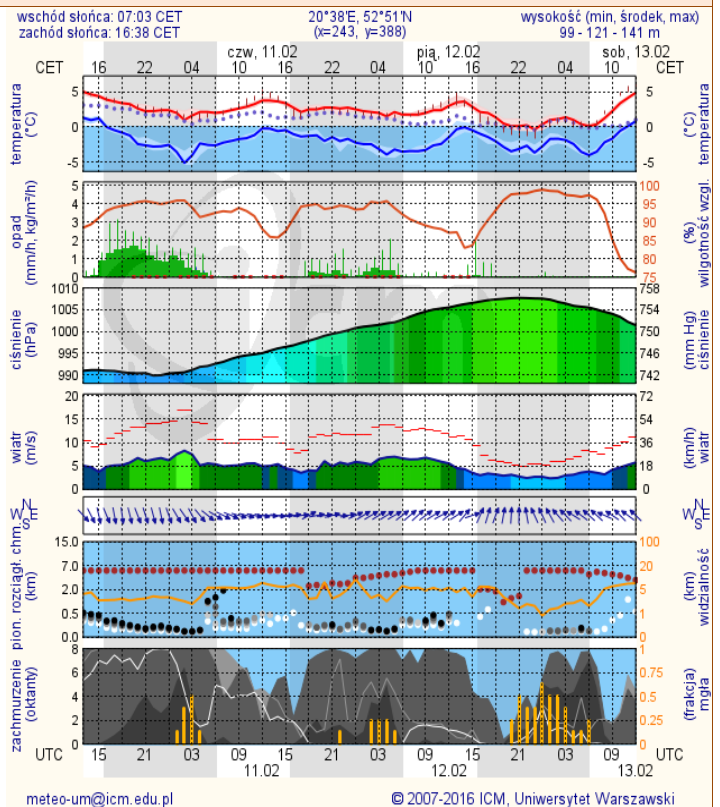 wschód słońca: 07:03 CET 20°38'E, 52°51'N wysokość (min, środek, max)
zachód słońca: 16:38 CET (x=243, y=388) 99 - 121 - 141 m
czw, 11.02 pią, 12.02 sob, 13.02
CET 16 22 04 10 16 22 04 10 16 22 04 10 CET
temperatura
(°C)
5
0
-5
5
0
-5
(°C)
temperatura
opad
(mm/h, kg/m²/h)
5
4
3
2
1
0
100
95
90
85
80
75
(%)
wilgotność wzgl.
ciśnienie
(hPa)
1010
1005
1000
995
990
758
754
750
746
742
(mm Hg)
ciśnienie
wiatr
(m/s)
20
15
10
5
0
72
54
36
18
0
(km/h)
wiatr
N
W E
S
N
W E
S
pion. rozciągł. chm.
(km)
15.0
7.0
2.0
0.5
0.0
100
20
5
1
0
(km)
widzialność
zachmurzenie
(oktanty)
8
6
4
2
0
1
0.75
0.5
0.25
0
(frakcja)
mgła
UTC 15 21 03 09 15 21 03 09 15 21 03 09 UTC
11.02 12.02 13.02
meteo-um@icm.edu.pl © 2007-2016 ICM, Uniwersytet Warszawski